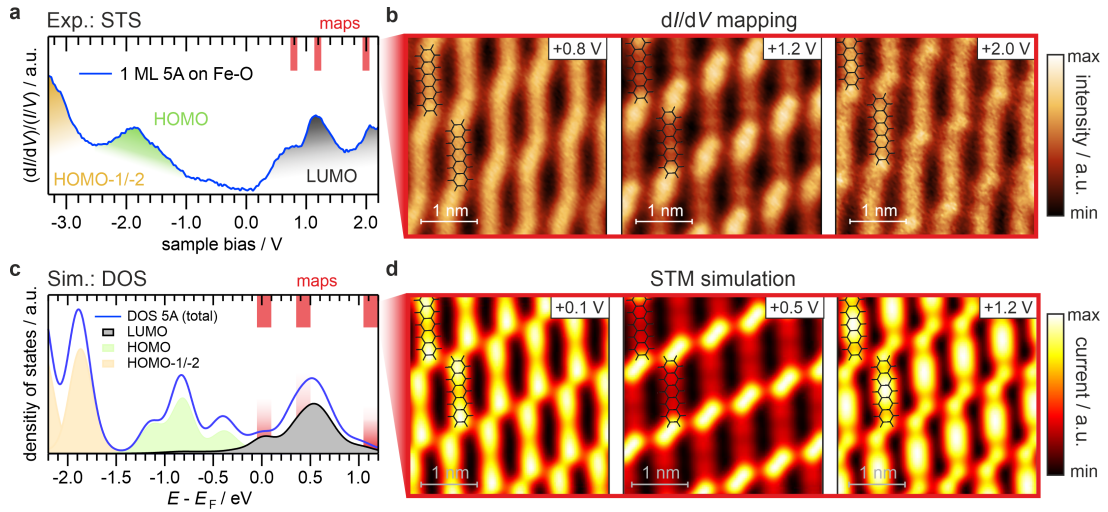 a Exp.: STS
maps
1 ML 5A on Fe-O
HOMO
HOMO-1/-2
LUMO
(dI/dV)/(I/V) / a.u.
-3.0 -2.0 -1.0 0.0 1.0 2.0
sample bias / V
b dI/dV mapping
+0.8 V
+1.2 V
+2.0 V
1 nm
1 nm
1 nm
max
intensity / a.u.
min
c Sim.: DOS
maps
DOS 5A (total)
LUMO
HOMO
HOMO-1/-2
density of states / a.u.
-2.0 -1.5 -1.0 -0.5 0.0 0.5 1.0
E - EF / eV
d STM simulation
+0.1 V
+0.5 V
+1.2 V
1 nm
1 nm
1 nm
max
current / a.u.
min